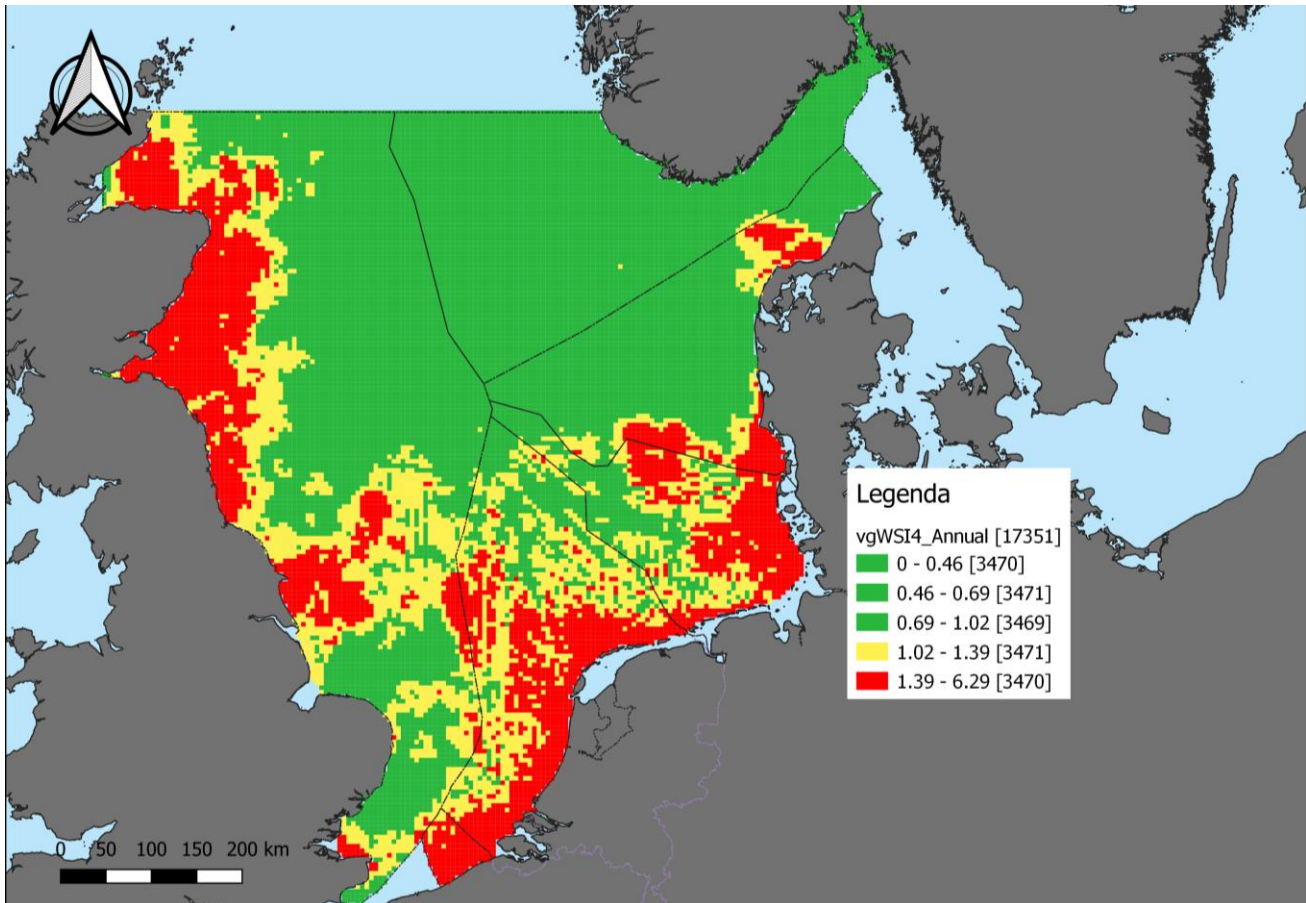 Legenda
vgWSI4_Annual [17351]
0 - 0.46 [3470]
0.46 - 0.69 [3471]
0.69 - 1.02 [3469]
1.02 - 1.39 [3471]
1.39 - 6.29 [3470]
0 50 100 150 200 km